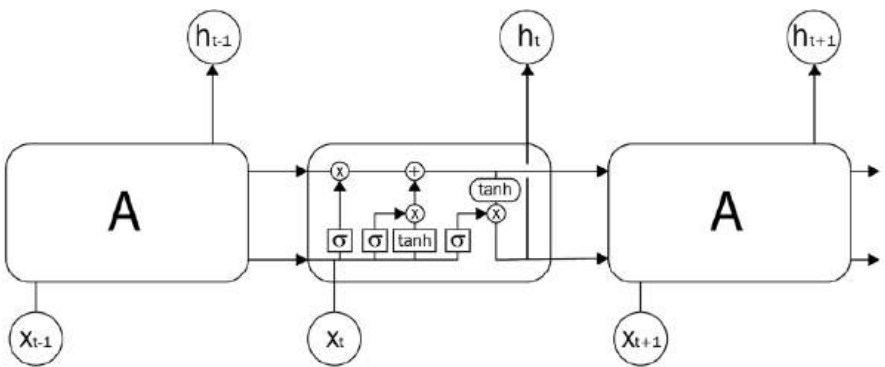 hₜ₋₁ hₜ hₜ₊₁
x + tanh
A x x A
σ σ tanh σ
xₜ₋₁ xₜ xₜ₊₁